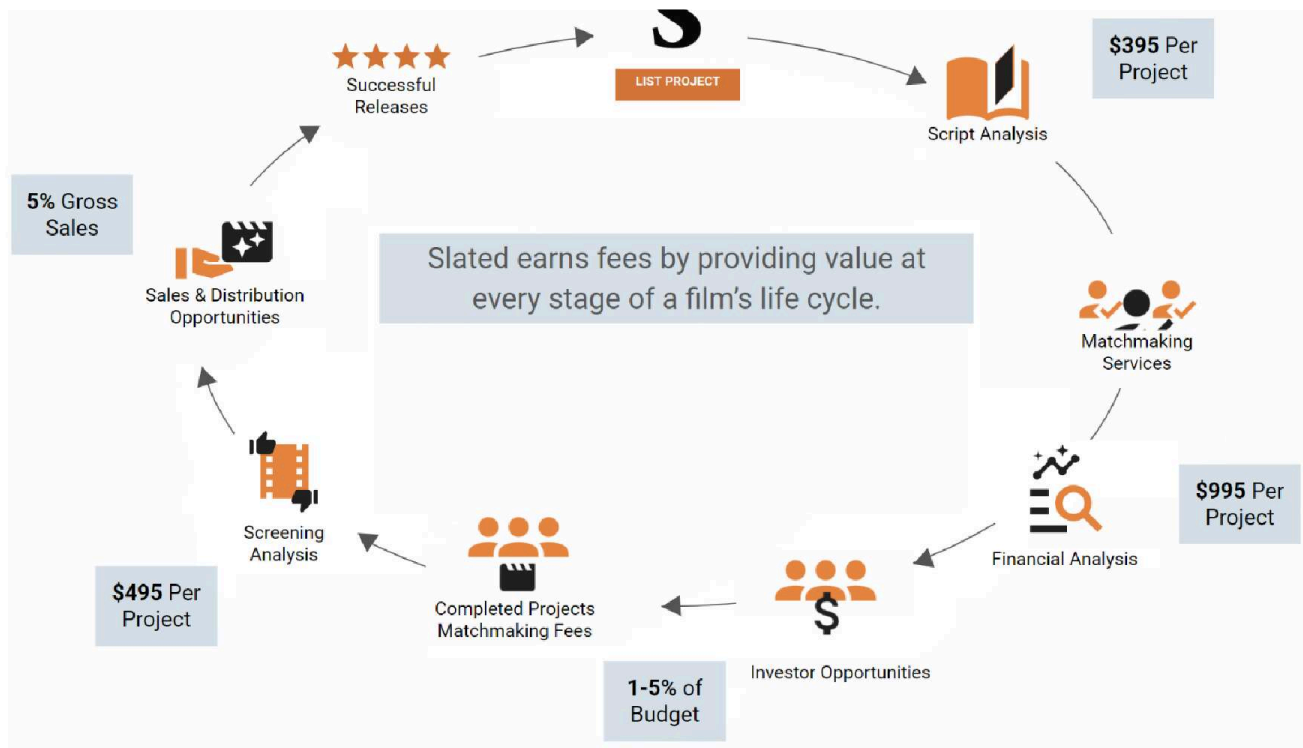 S
LIST PROJECT
$395 Per
Project
Script Analysis
Matchmaking
Services
$995 Per
Project
Financial Analysis
Investor Opportunities
1-5% of
Budget
Completed Projects
Matchmaking Fees
Screening
Analysis
$495 Per
Project
Sales & Distribution
Opportunities
5% Gross
Sales
Successful
Releases
Slated earns fees by providing value at
every stage of a film’s life cycle.